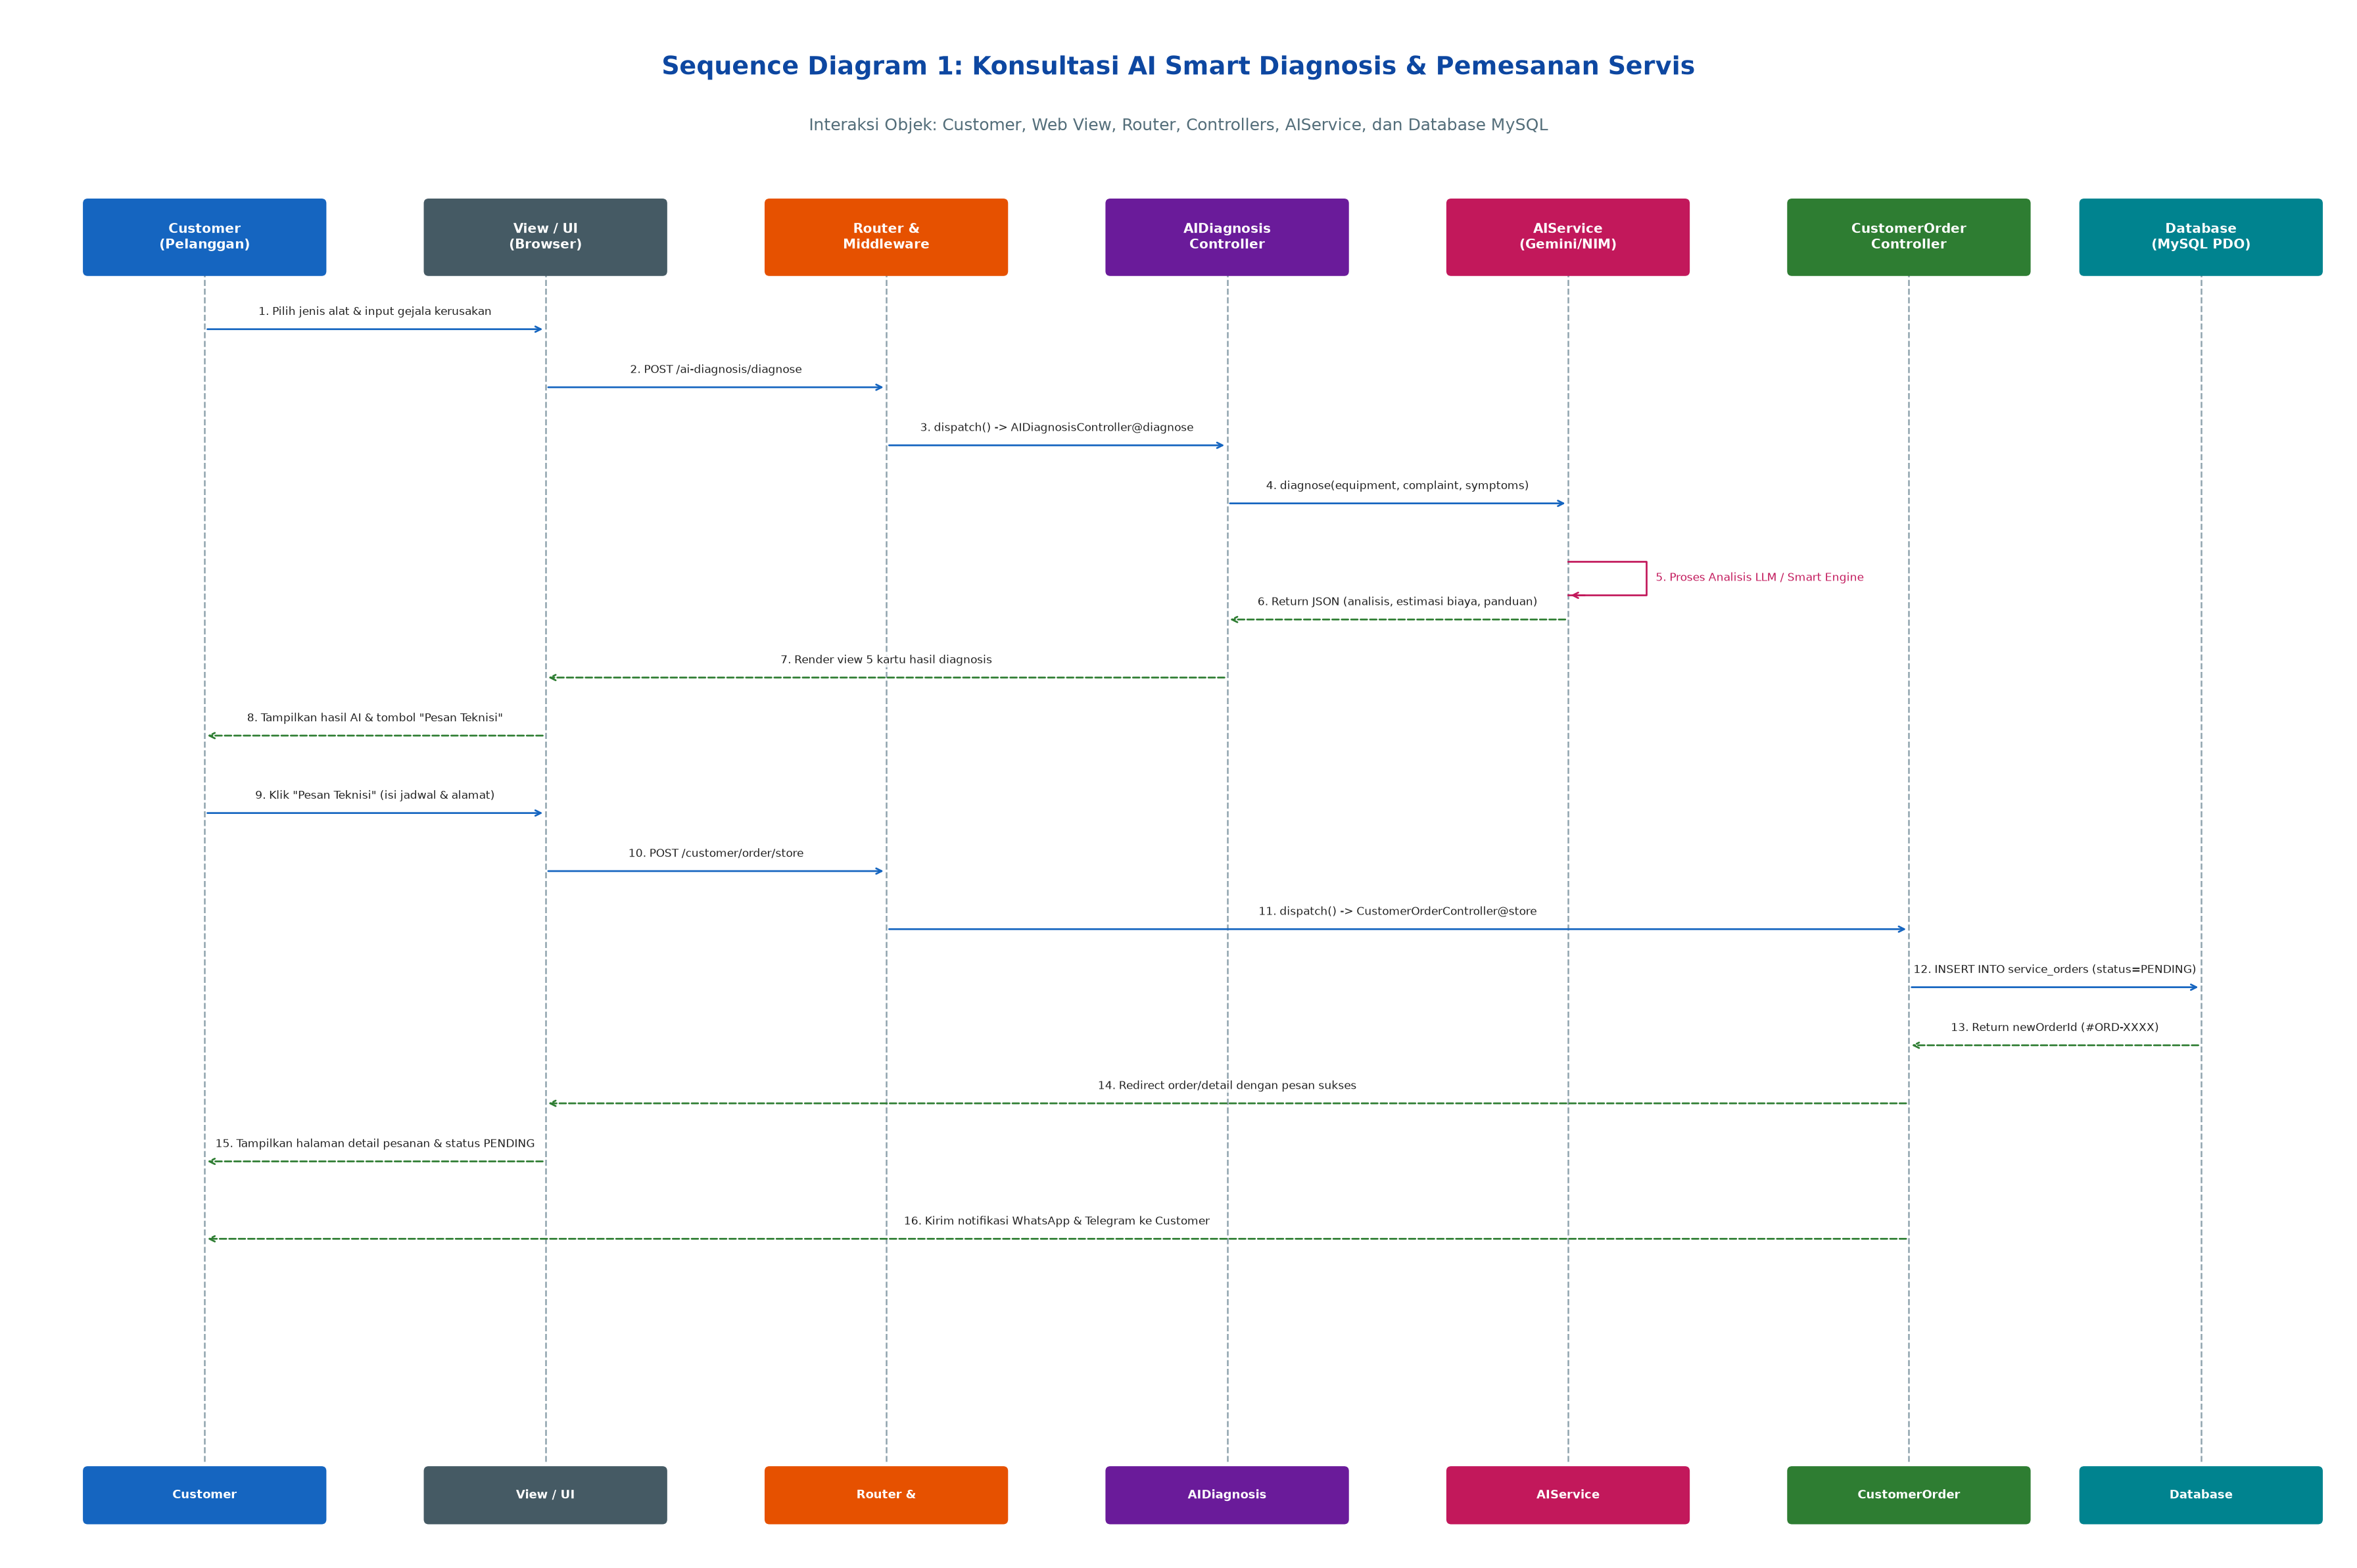 Sequence Diagram 1: Konsultasi AI Smart Diagnosis & Pemesanan Servis
Interaksi Objek: Customer, Web View, Router, Controllers, AIService, dan Database MySQL
Customer
(Pelanggan)
View / UI
(Browser)
Router &
Middleware
AIDiagnosis
Controller
AIService
(Gemini/NIM)
CustomerOrder
Controller
Database
(MySQL PDO)
1. Pilih jenis alat & input gejala kerusakan
2. POST /ai-diagnosis/diagnose
3. dispatch() -> AIDiagnosisController@diagnose
4. diagnose(equipment, complaint, symptoms)
5. Proses Analisis LLM / Smart Engine
6. Return JSON (analisis, estimasi biaya, panduan)
7. Render view 5 kartu hasil diagnosis
8. Tampilkan hasil AI & tombol "Pesan Teknisi"
9. Klik "Pesan Teknisi" (isi jadwal & alamat)
10. POST /customer/order/store
11. dispatch() -> CustomerOrderController@store
12. INSERT INTO service_orders (status=PENDING)
13. Return newOrderId (#ORD-XXXX)
14. Redirect order/detail dengan pesan sukses
15. Tampilkan halaman detail pesanan & status PENDING
16. Kirim notifikasi WhatsApp & Telegram ke Customer
Customer
View / UI
Router &
AIDiagnosis
AIService
CustomerOrder
Database